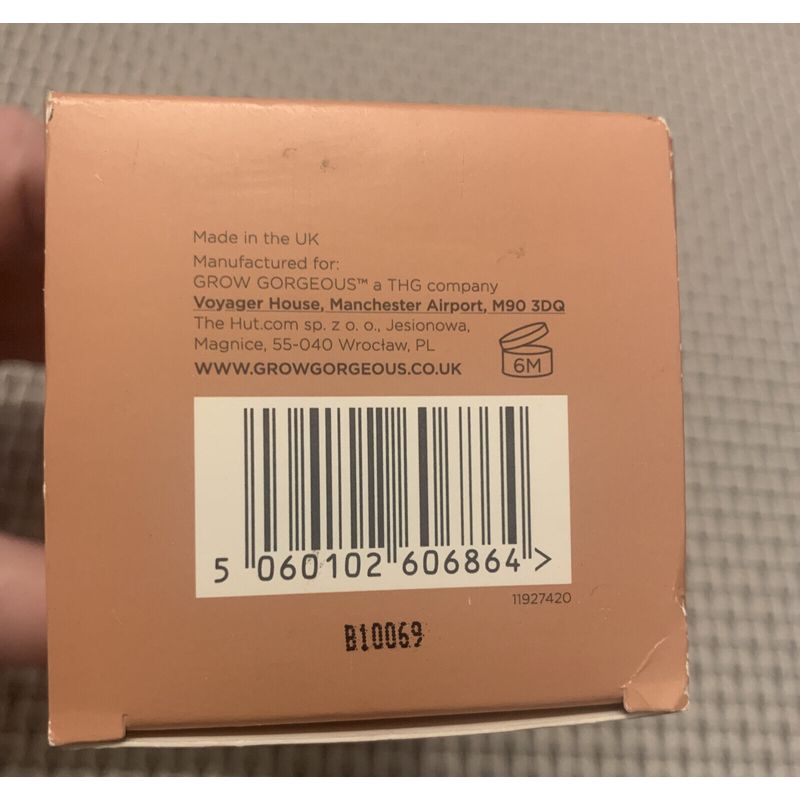 Made in the UK
Manufactured for:
GROW GORGEOUS™ a THG company
Voyager House, Manchester Airport, M90 3DQ
The Hut.com sp. z o. o., Jesionowa,
Magnice, 55-040 Wrocław, PL
WWW.GROWGORGEOUS.CO.UK
6M
5 060102 606864 >
11927420
B10069